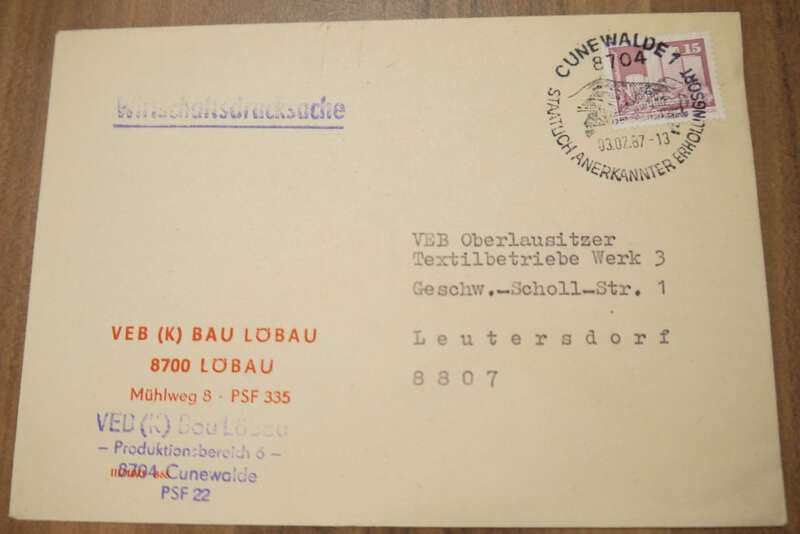 Wirtschaftsdrucksache
CUNEWALDE 1
8704
15
STAATLICH ANERKANNTER ERHOLUNGSORT
03.02.87-13
VEB Oberlausitzer
Textilbetriebe Werk 3
Geschw.-Scholl-Str. 1
Leutersdorf
8807
VEB (K) BAU LÖBAU
8700 LÖBAU
Mühlweg 8 · PSF 335
VEB (K) Bau Löbau
— Produktionsbereich 6 —
8704 Cunewalde
PSF 22